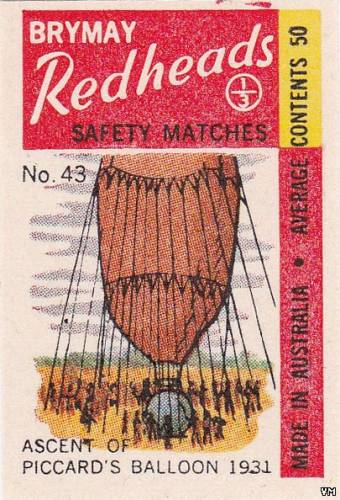 BRYMAY
Redheads
1/3
SAFETY MATCHES
No. 43
ASCENT OF
PICCARD'S BALLOON 1931
MADE IN AUSTRALIA • AVERAGE CONTENTS 50
VM